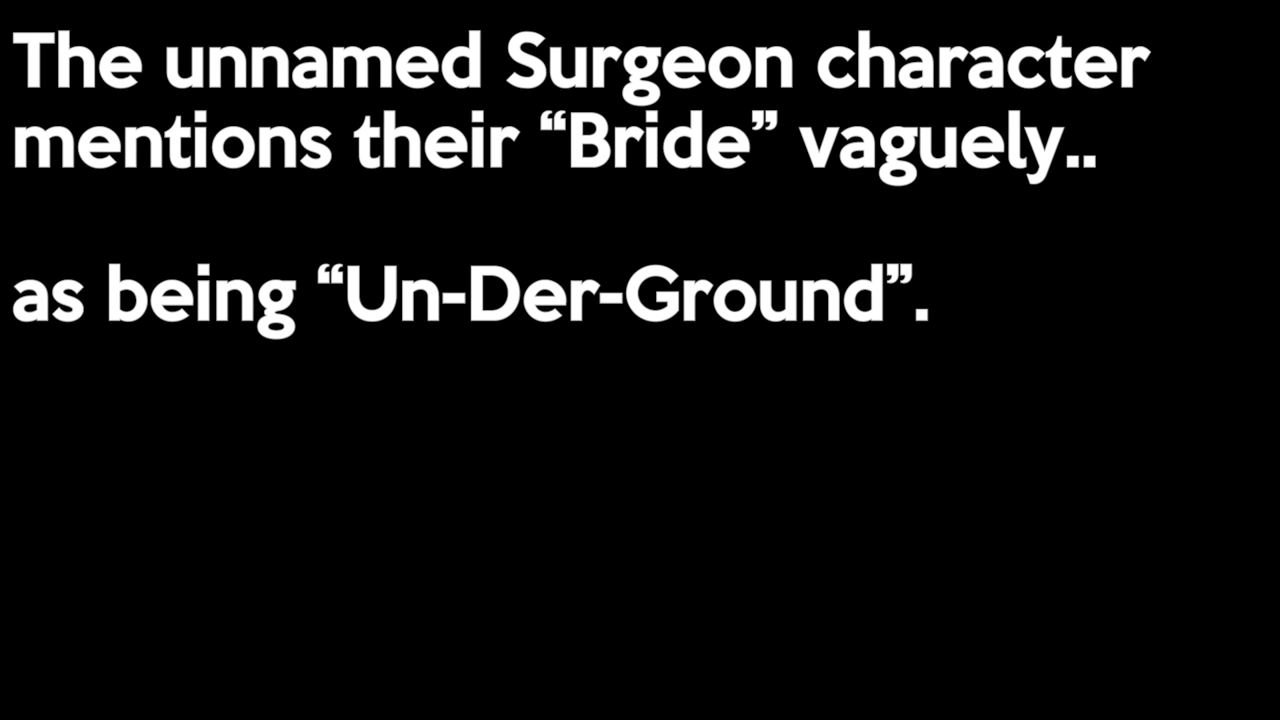 The unnamed Surgeon character
mentions their “Bride” vaguely..
as being “Un-Der-Ground”.